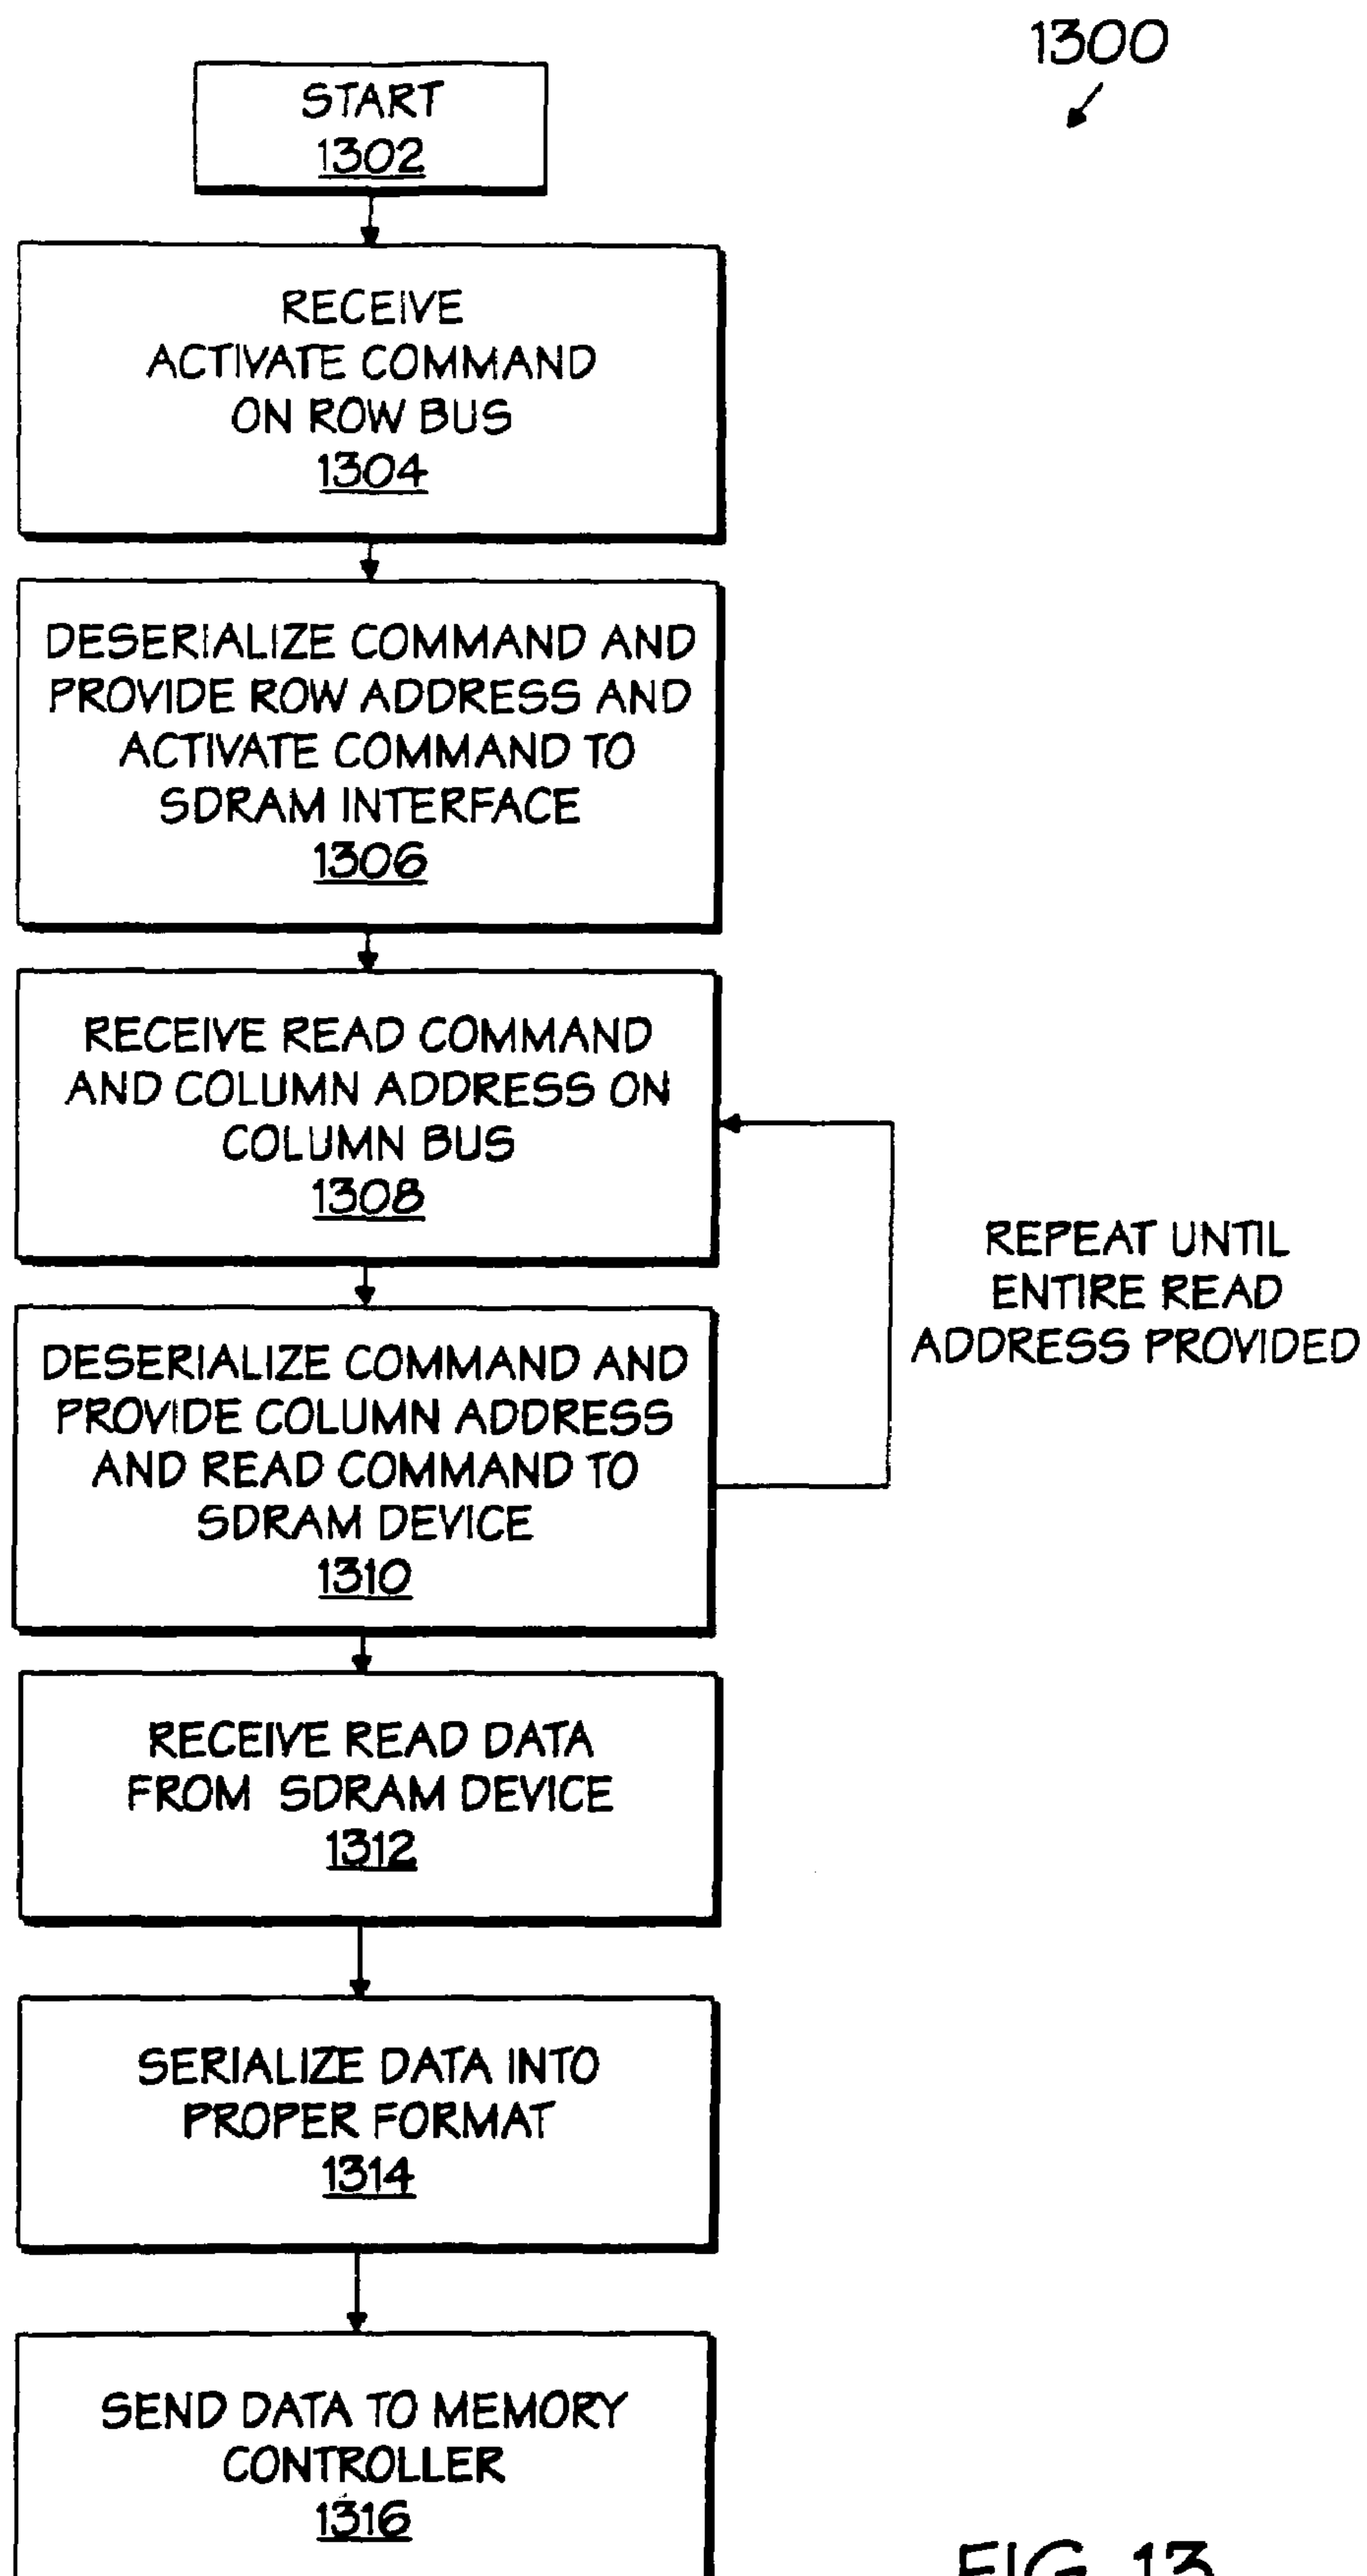 1300
START
1302
RECEIVE
ACTIVATE COMMAND
ON ROW BUS
1304
DESERIALIZE COMMAND AND
PROVIDE ROW ADDRESS AND
ACTIVATE COMMAND TO
SDRAM INTERFACE
1306
RECEIVE READ COMMAND
AND COLUMN ADDRESS ON
COLUMN BUS
1308
REPEAT UNTIL
ENTIRE READ
ADDRESS PROVIDED
DESERIALIZE COMMAND AND
PROVIDE COLUMN ADDRESS
AND READ COMMAND TO
SDRAM DEVICE
1310
RECEIVE READ DATA
FROM SDRAM DEVICE
1312
SERIALIZE DATA INTO
PROPER FORMAT
1314
SEND DATA TO MEMORY
CONTROLLER
1316
FIG. 13